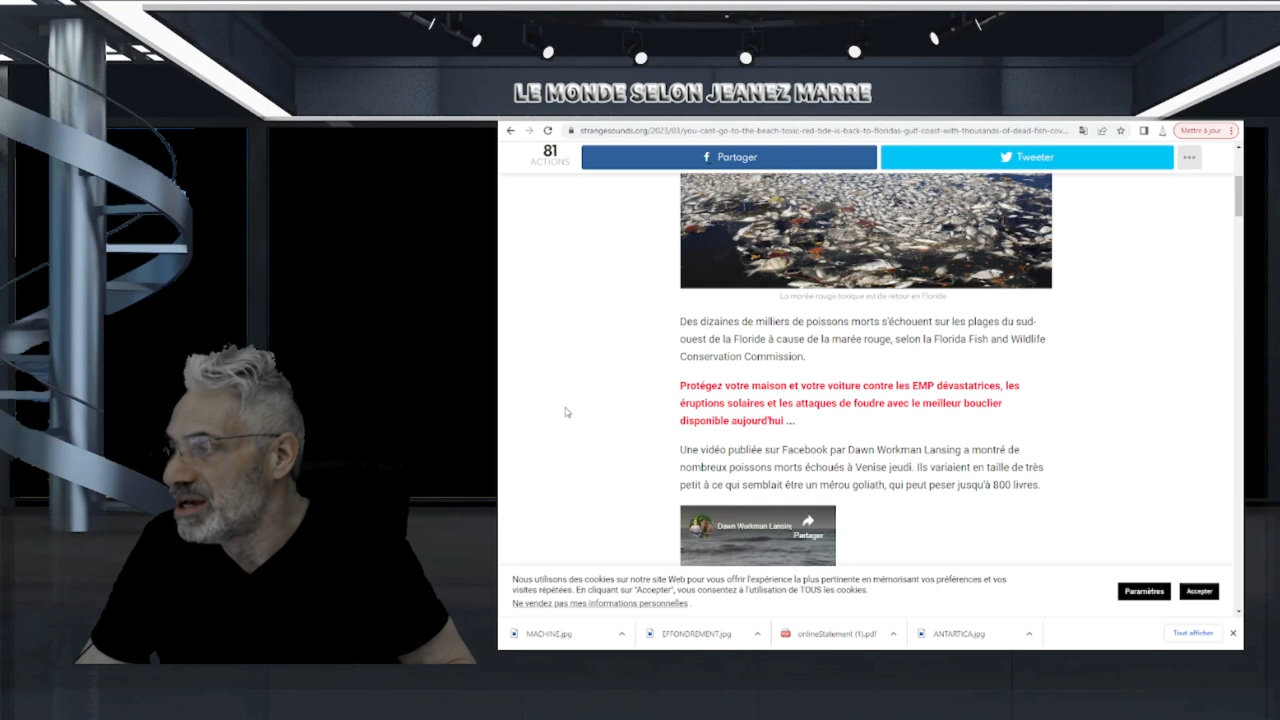 LE MONDE SELON JEANEZ MARRE
strangesounds.org/2023/03/you-cant-go-to-the-beach-toxic-red-tide-is-back-to-floridas-gulf-coast-with-thousands-of-dead-fish-cov...
Mettre à jour
81
ACTIONS
Partager
Tweeter
La marée rouge toxique est de retour en Floride
Des dizaines de milliers de poissons morts s'échouent sur les plages du sud-
ouest de la Floride à cause de la marée rouge, selon la Florida Fish and Wildlife
Conservation Commission.
Protégez votre maison et votre voiture contre les EMP dévastatrices, les
éruptions solaires et les attaques de foudre avec le meilleur bouclier
disponible aujourd'hui ...
Une vidéo publiée sur Facebook par Dawn Workman Lansing a montré de
nombreux poissons morts échoués à Venise jeudi. Ils variaient en taille de très
petit à ce qui semblait être un mérou goliath, qui peut peser jusqu'à 800 livres.
Dawn Workman Lansing
Partager
Nous utilisons des cookies sur notre site Web pour vous offrir l'expérience la plus pertinente en mémorisant vos préférences et vos
visites répétées. En cliquant sur "Accepter", vous consentez à l'utilisation de TOUS les cookies.
Ne vendez pas mes informations personnelles .
Paramètres
Accepter
MACHINE.jpg
EFFONDREMENT.jpg
onlineStatement (1).pdf
ANTARTICA.jpg
Tout afficher